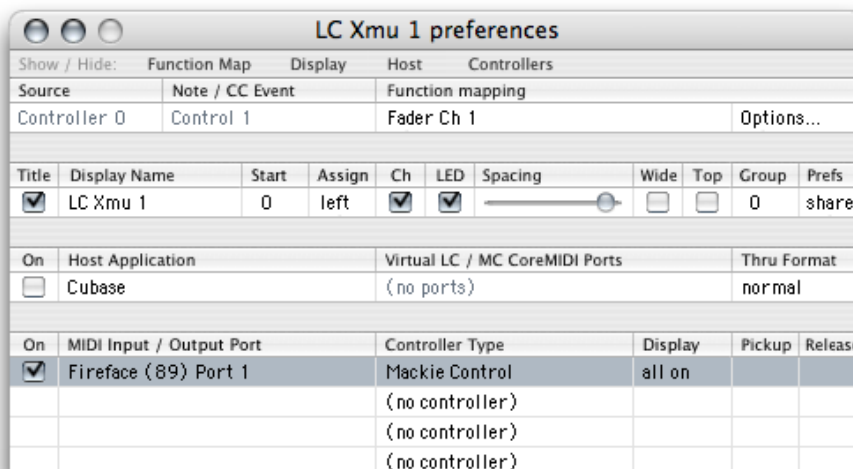 LC Xmu 1 preferences
Show / Hide: Function Map Display Host Controllers
Source Note / CC Event Function mapping
Controller 0 Control 1 Fader Ch 1 Options...
Title Display Name Start Assign Ch LED Spacing Wide Top Group Prefs
LC Xmu 1 0 left 0 share
On Host Application Virtual LC / MC CoreMIDI Ports Thru Format
Cubase (no ports) normal
On MIDI Input / Output Port Controller Type Display Pickup Releas
Fireface (89) Port 1 Mackie Control all on
(no controller)
(no controller)
(no controller)